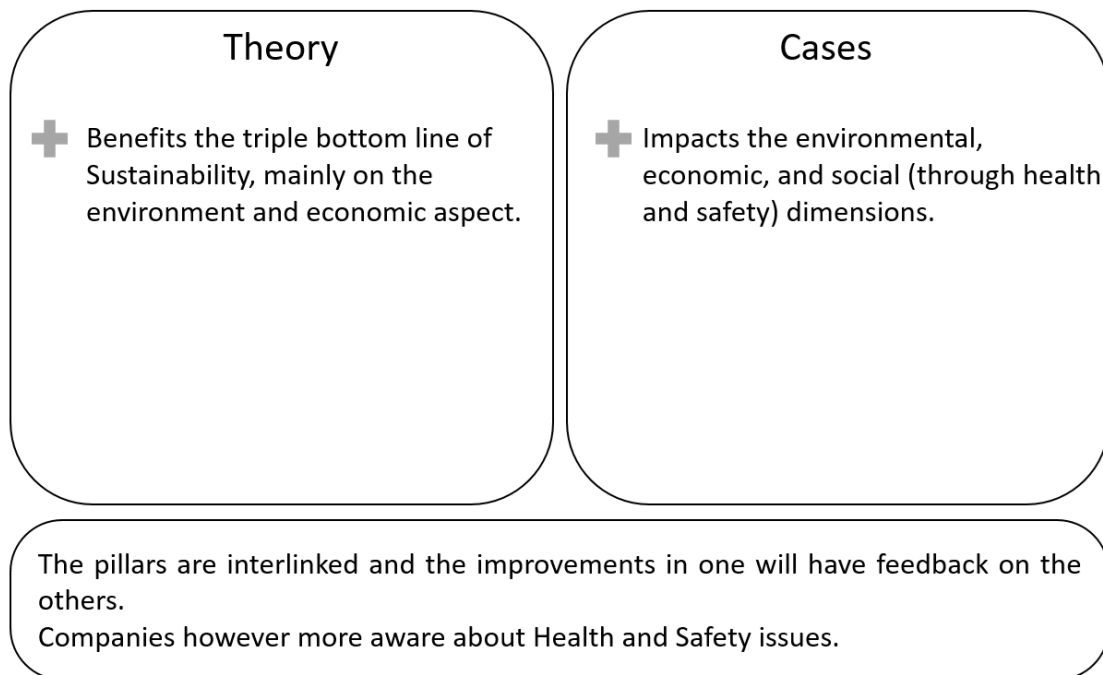 Theory
Benefits the triple bottom line of
Sustainability, mainly on the
environment and economic aspect.
Cases
Impacts the environmental,
economic, and social (through health
and safety) dimensions.
The pillars are interlinked and the improvements in one will have feedback on the
others.
Companies however more aware about Health and Safety issues.